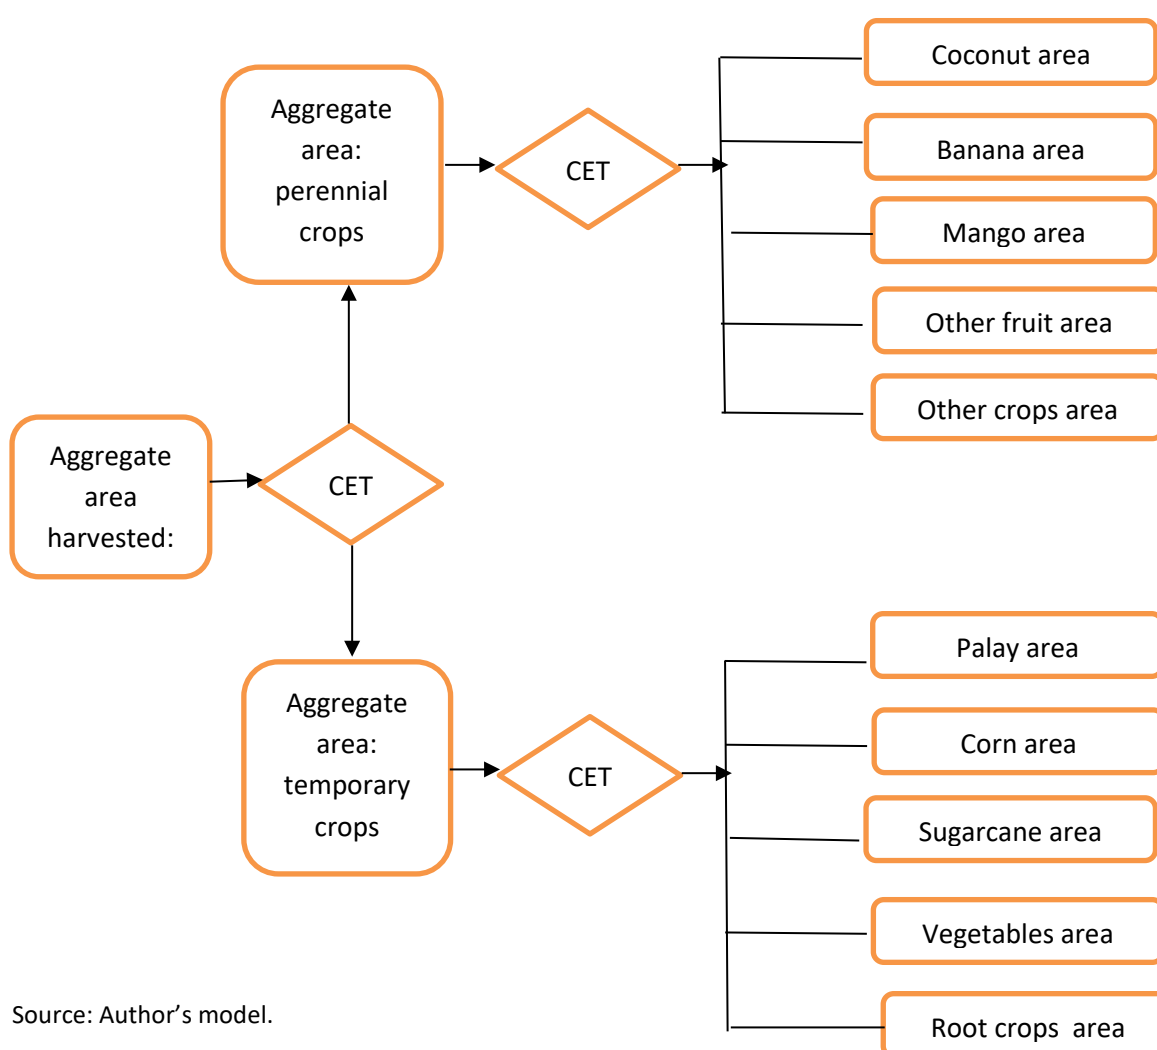 Coconut area
Aggregate
area:
perennial
crops
CET
Banana area
Mango area
Other fruit area
Other crops area
Aggregate
area
harvested:
CET
Palay area
Aggregate
area:
temporary
crops
CET
Corn area
Sugarcane area
Vegetables area
Root crops  area
Source: Author’s model.